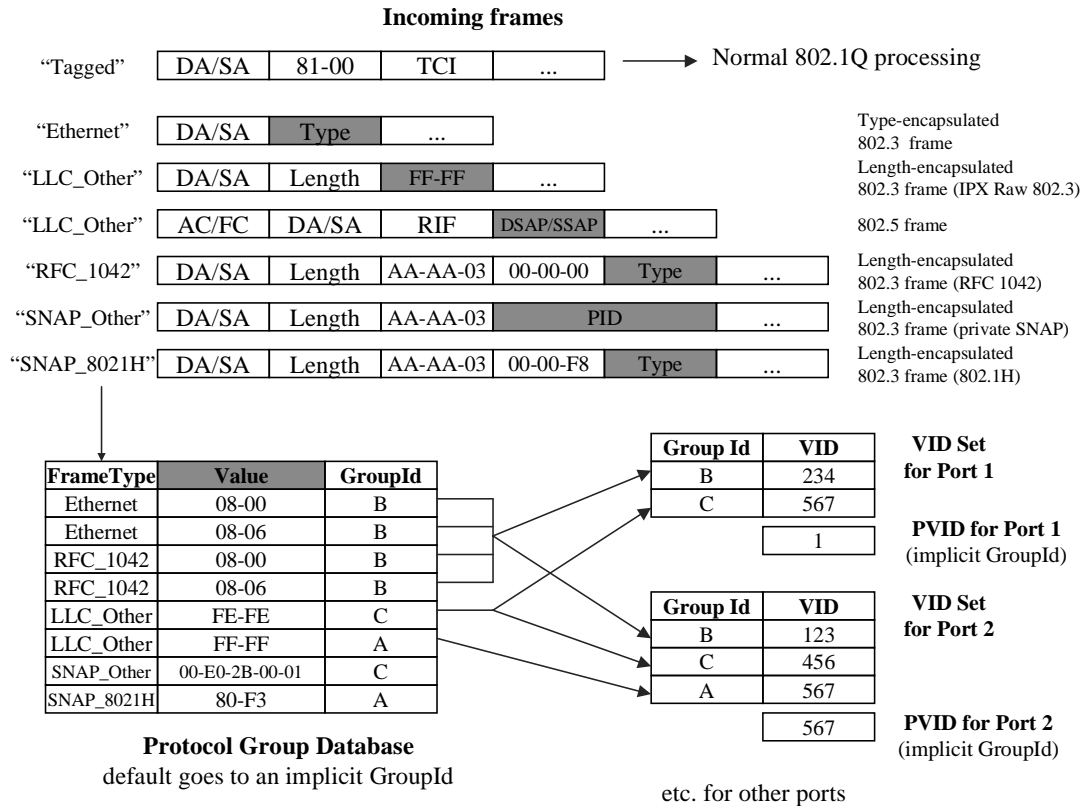 Incoming frames
“Tagged” DA/SA 81-00 TCI ... Normal 802.1Q processing
“Ethernet” DA/SA Type ... Type-encapsulated
802.3 frame
“LLC_Other” DA/SA Length FF-FF ... Length-encapsulated
802.3 frame (IPX Raw 802.3)
“LLC_Other” AC/FC DA/SA RIF DSAP/SSAP ... 802.5 frame
“RFC_1042” DA/SA Length AA-AA-03 00-00-00 Type ... Length-encapsulated
802.3 frame (RFC 1042)
“SNAP_Other” DA/SA Length AA-AA-03 PID ... Length-encapsulated
802.3 frame (private SNAP)
“SNAP_8021H” DA/SA Length AA-AA-03 00-00-F8 Type ... Length-encapsulated
802.3 frame (802.1H)
FrameType Value GroupId
Ethernet 08-00 B
Ethernet 08-06 B
RFC_1042 08-00 B
RFC_1042 08-06 B
LLC_Other FE-FE C
LLC_Other FF-FF A
SNAP_Other 00-E0-2B-00-01 C
SNAP_8021H 80-F3 A
Protocol Group Database
default goes to an implicit GroupId
Group Id VID
B 234
C 567
VID Set
for Port 1
1
PVID for Port 1
(implicit GroupId)
Group Id VID
B 123
C 456
A 567
VID Set
for Port 2
567
PVID for Port 2
(implicit GroupId)
etc. for other ports